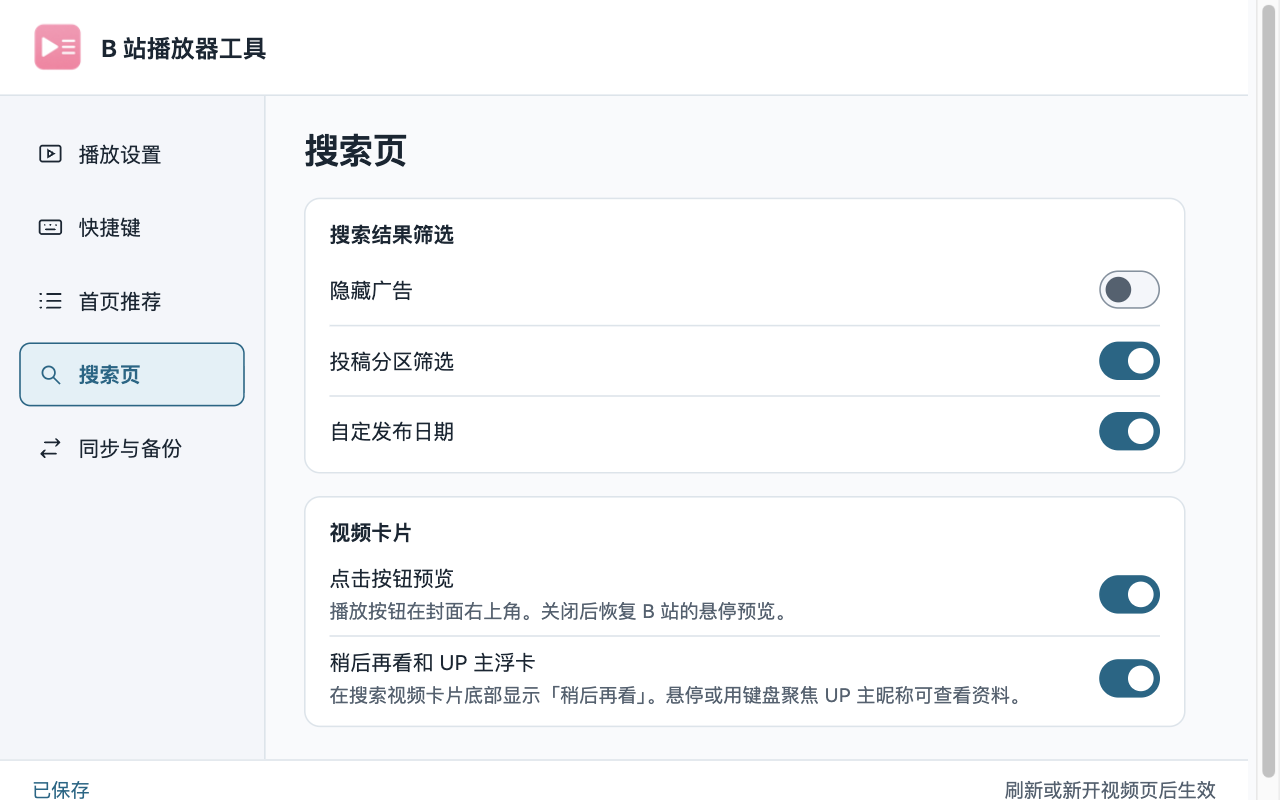 B 站播放器工具
播放设置
快捷键
首页推荐
搜索页
同步与备份
搜索页
搜索结果筛选
隐藏广告
投稿分区筛选
自定发布日期
视频卡片
点击按钮预览
播放按钮在封面右上角。关闭后恢复 B 站的悬停预览。
稍后再看和 UP 主浮卡
在搜索视频卡片底部显示「稍后再看」。悬停或用键盘聚焦 UP 主昵称可查看资料。
已保存
刷新或新开视频页后生效